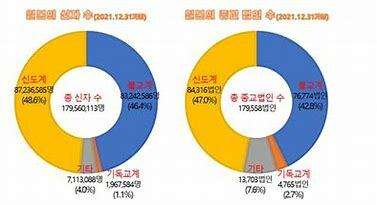 일본의 신자 수(2021.12.31기준)
신도계
87,236,585명
(48.6%)
불교계
83,242,586명
(46.4%)
총 신자 수
179,560,113명
기타
7,113,088명
(4.0%)
기독교계
1,967,584명
(1.1%)
일본의 종교 법인 수(2021.12.31기준)
신도계
84,316법인
(47.0%)
불교계
76,774법인
(42.8%)
총 종교법인 수
179,558법인
기타
13,703법인
(7.6%)
기독교계
4,765법인
(2.7%)